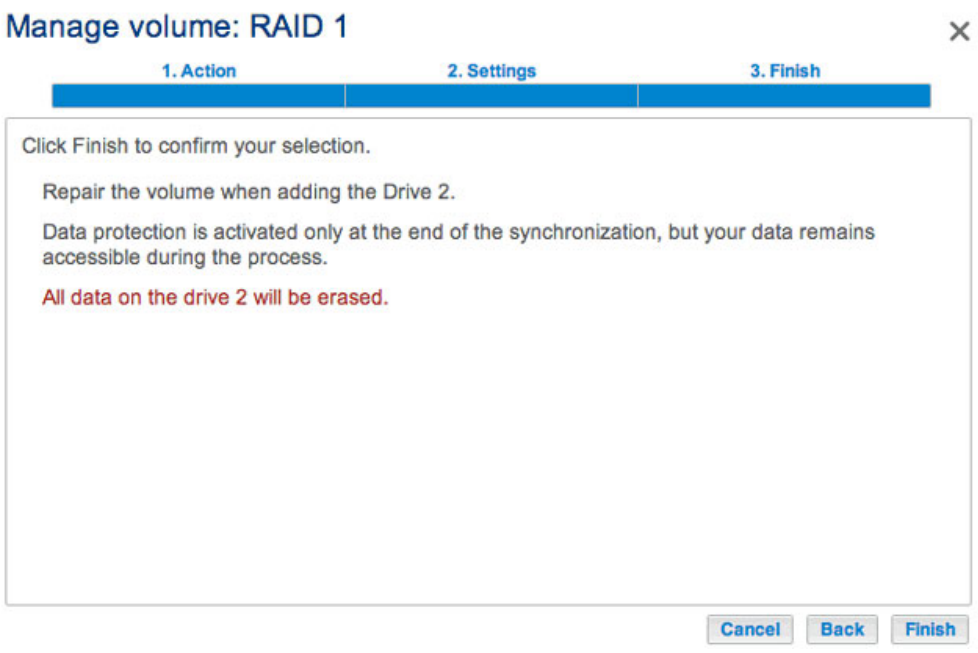 Manage volume: RAID 1
1. Action
2. Settings
3. Finish
Click Finish to confirm your selection.
Repair the volume when adding the Drive 2.
Data protection is activated only at the end of the synchronization, but your data remains
accessible during the process.
All data on the drive 2 will be erased.
Cancel
Back
Finish